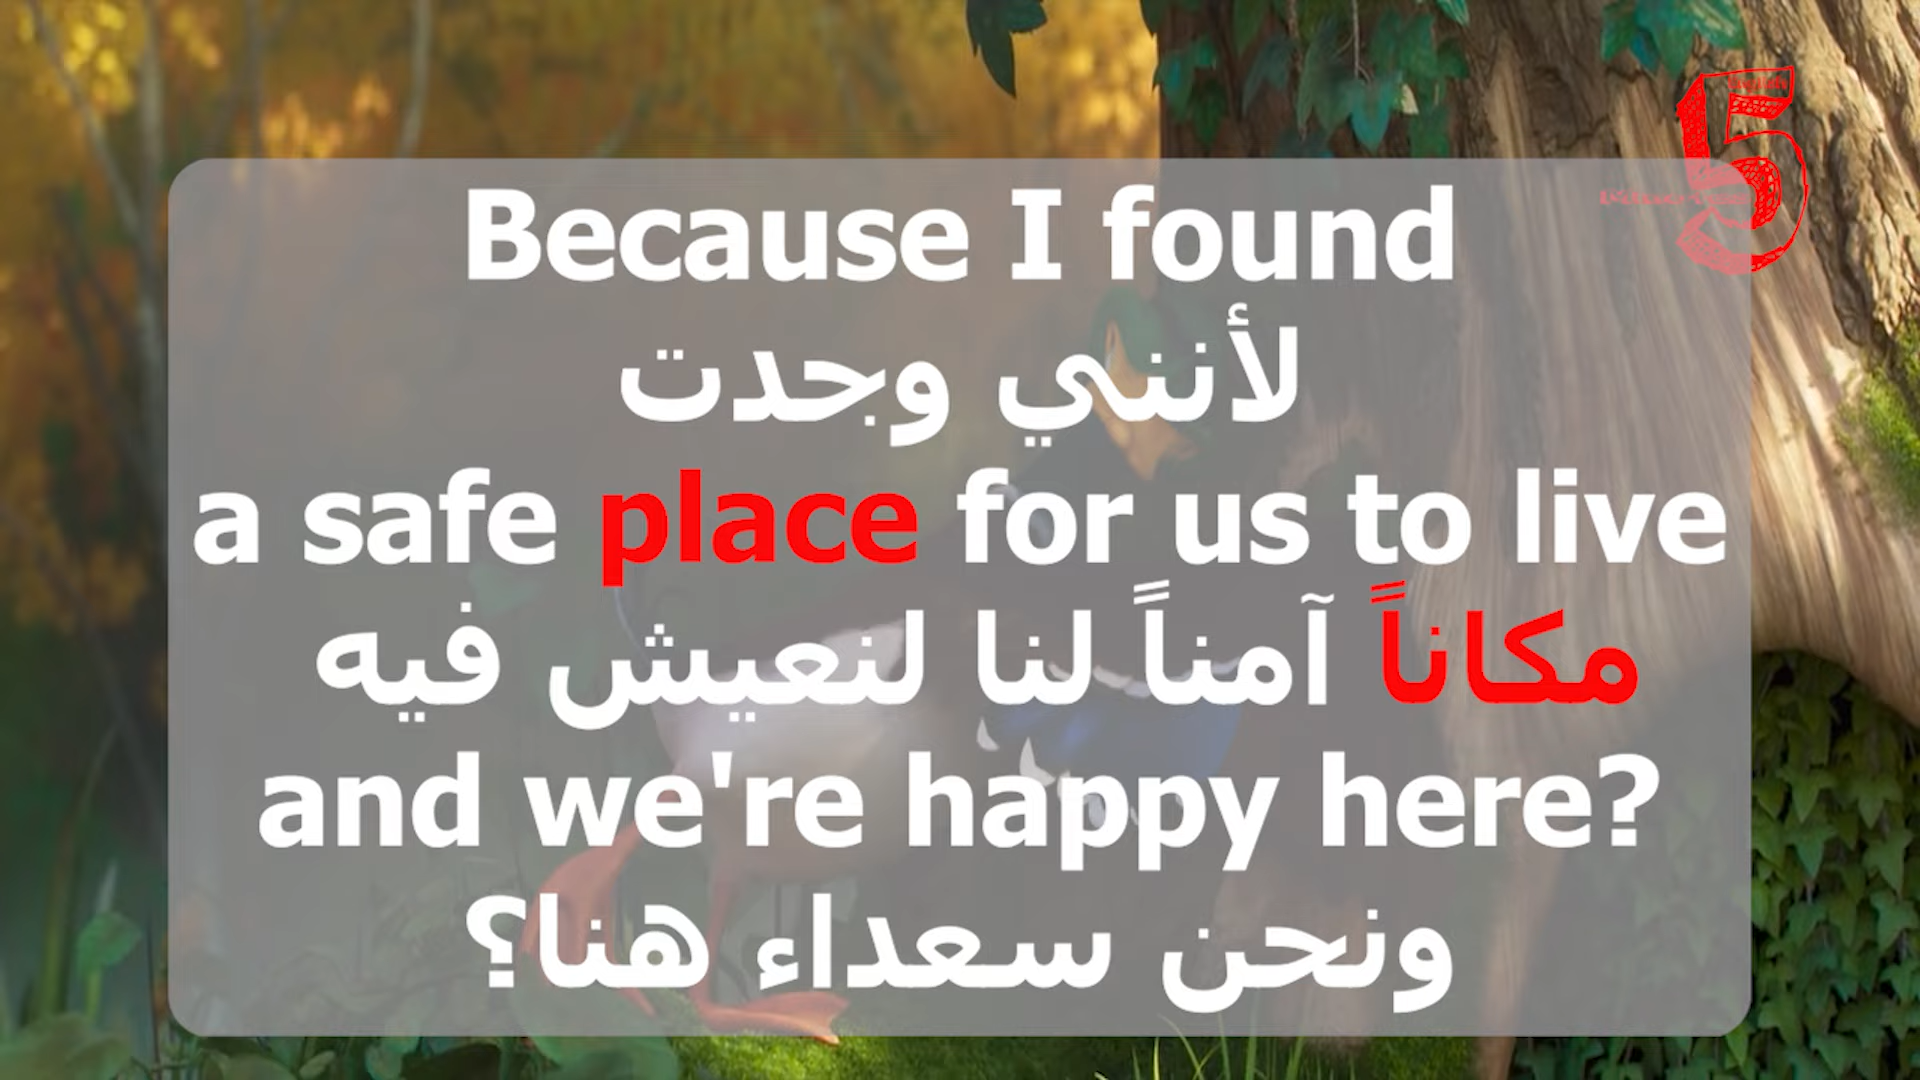 Because I found
لأنني وجدت
a safe place for us to live
مكاناً آمناً لنا لنعيش فيه
and we're happy here?
ونحن سعداء هنا؟
5